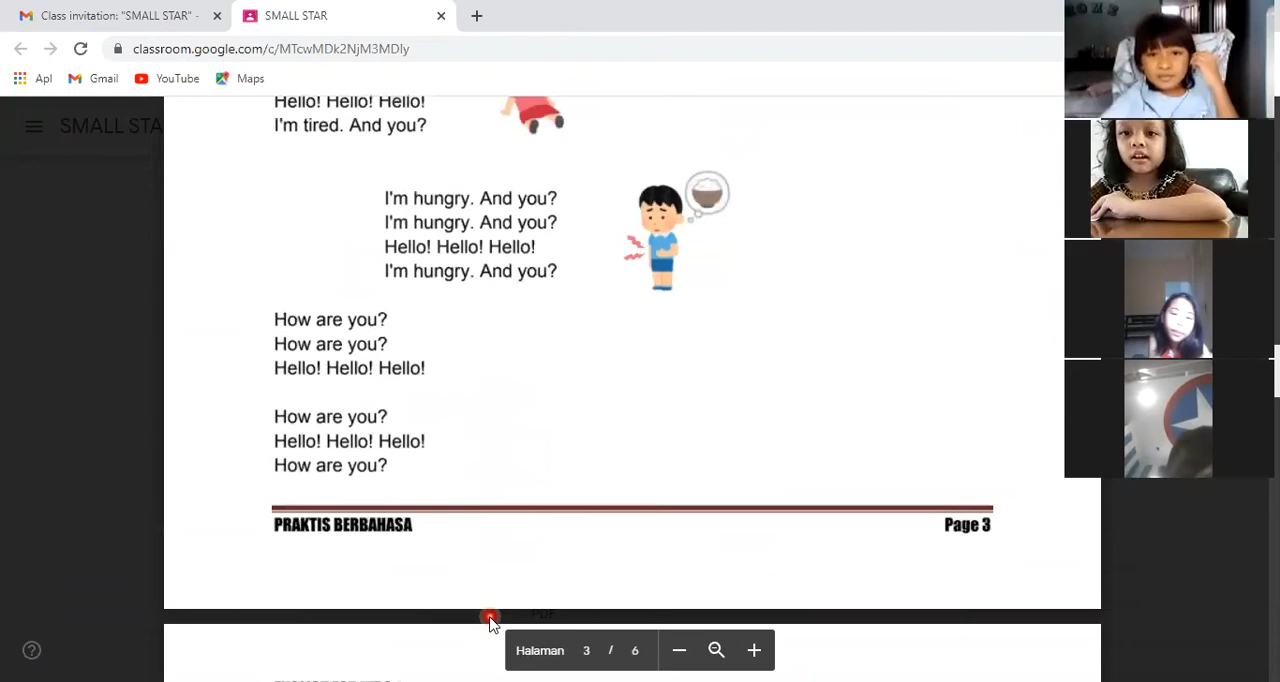 Class invitation: "SMALL STAR" -
SMALL STAR
classroom.google.com/c/MTcwMDk2NjM3MDIy
Apl
Gmail
YouTube
Maps
SMALL STA
Hello! Hello! Hello!
I'm tired. And you?
I'm hungry. And you?
I'm hungry. And you?
Hello! Hello! Hello!
I'm hungry. And you?
How are you?
How are you?
Hello! Hello! Hello!
How are you?
Hello! Hello! Hello!
How are you?
PRAKTIS BERBAHASA
Page 3
Halaman 3 / 6